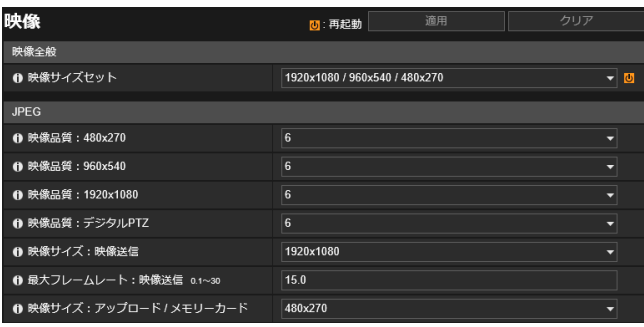 映像
: 再起動 適用 クリア
映像全般
映像サイズセット 1920x1080 / 960x540 / 480x270
JPEG
映像品質：480x270 6
映像品質：960x540 6
映像品質：1920x1080 6
映像品質：デジタルPTZ 6
映像サイズ：映像送信 1920x1080
最大フレームレート：映像送信 0.1～30 15.0
映像サイズ：アップロード / メモリーカード 480x270